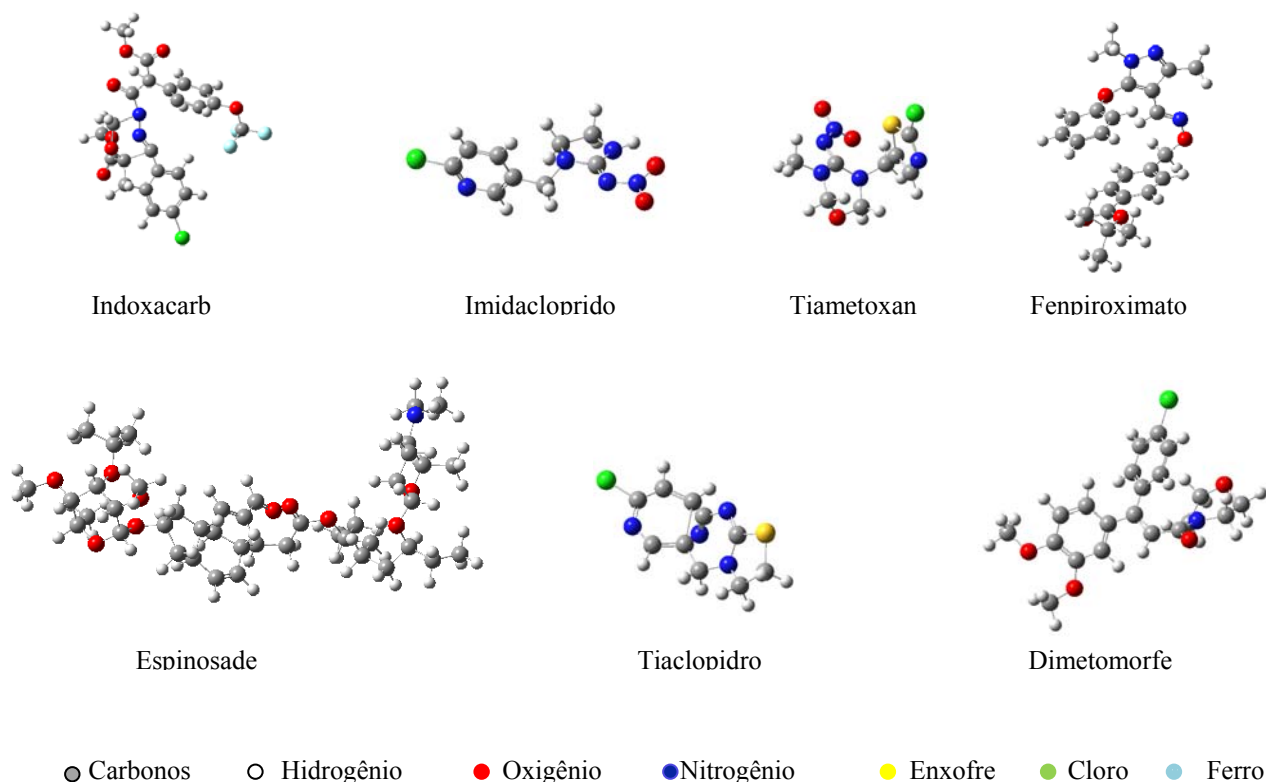 Indoxacarb Imidacloprido Tiametoxan Fenpiroximato
Espinosade Tiaclopidro Dimetomorfe
Carbonos Hidrogênio Oxigênio Nitrogênio Enxofre Cloro Ferro